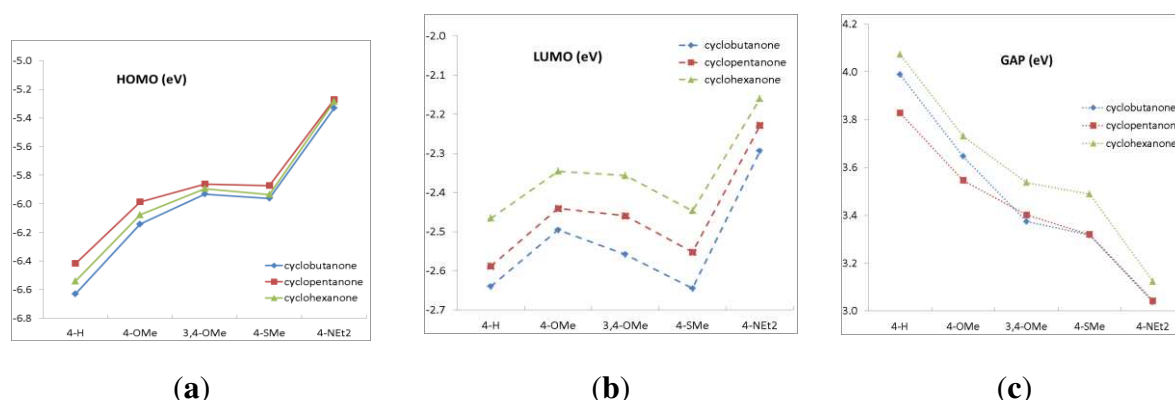 HOMO (eV)
-5.0
-5.2
-5.4
-5.6
-5.8
-6.0
-6.2
-6.4
-6.6
-6.8
cyclobutanone
cyclopentanone
cyclohexanone
4-H 4-OMe 3,4-OMe 4-SMe 4-NEt2
(a)
LUMO (eV)
-2.0
-2.1
-2.2
-2.3
-2.4
-2.5
-2.6
-2.7
cyclobutanone
cyclopentanone
cyclohexanone
4-H 4-OMe 3,4-OMe 4-SMe 4-NEt2
(b)
GAP (eV)
4.2
4.0
3.8
3.6
3.4
3.2
3.0
cyclobutanone
cyclopentanone
cyclohexanone
4-H 4-OMe 3,4-OMe 4-SMe 4-NEt2
(c)